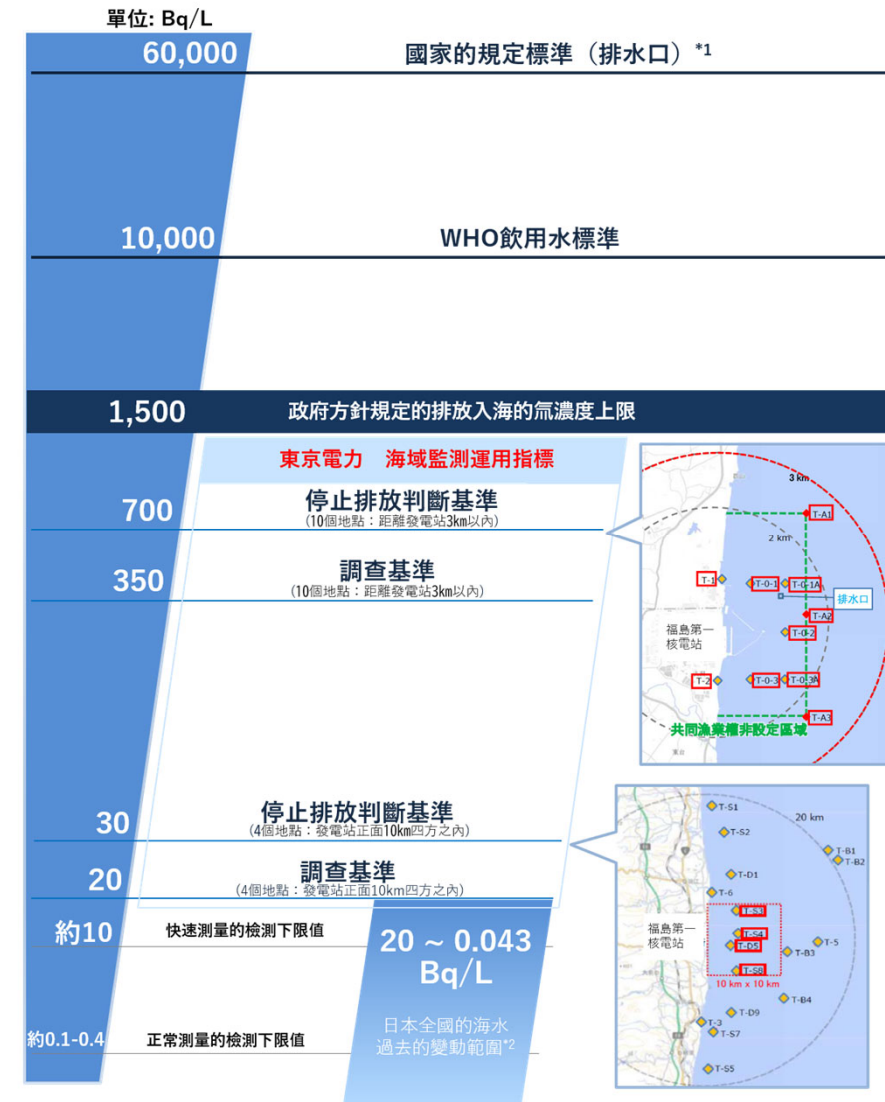 單位: Bq/L
60,000
國家的規定標準（排水口）*1
10,000
WHO飲用水標準
1,500
政府方針規定的排放入海的氚濃度上限
東京電力 海域監測運用指標
700
停止排放判斷基準
(10個地點：距離發電站3km以內)
350
調查基準
(10個地點：距離發電站3km以內)
3 km
T-A1
2 km
T-1
T-0-1
T-0-1A
排水口
T-A2
福島第一
核電站
T-0-2
T-2
T-0-3
T-0-3A
T-A3
共同漁業權非設定區域
30
停止排放判斷基準
(4個地點：發電站正面10km四方之內)
20
調查基準
(4個地點：發電站正面10km四方之內)
約10
快速測量的檢測下限值
20 ~ 0.043
Bq/L
日本全國的海水
過去的變動範圍*2
約0.1-0.4
正常測量的檢測下限值
T-S1
20 km
T-S2
T-B1
T-B2
T-D1
T-6
T-S3
福島第一
核電站
T-S4
T-D5
T-5
T-B3
T-S8
10 km x 10 km
T-B4
T-D9
T-3
T-S7
T-S5